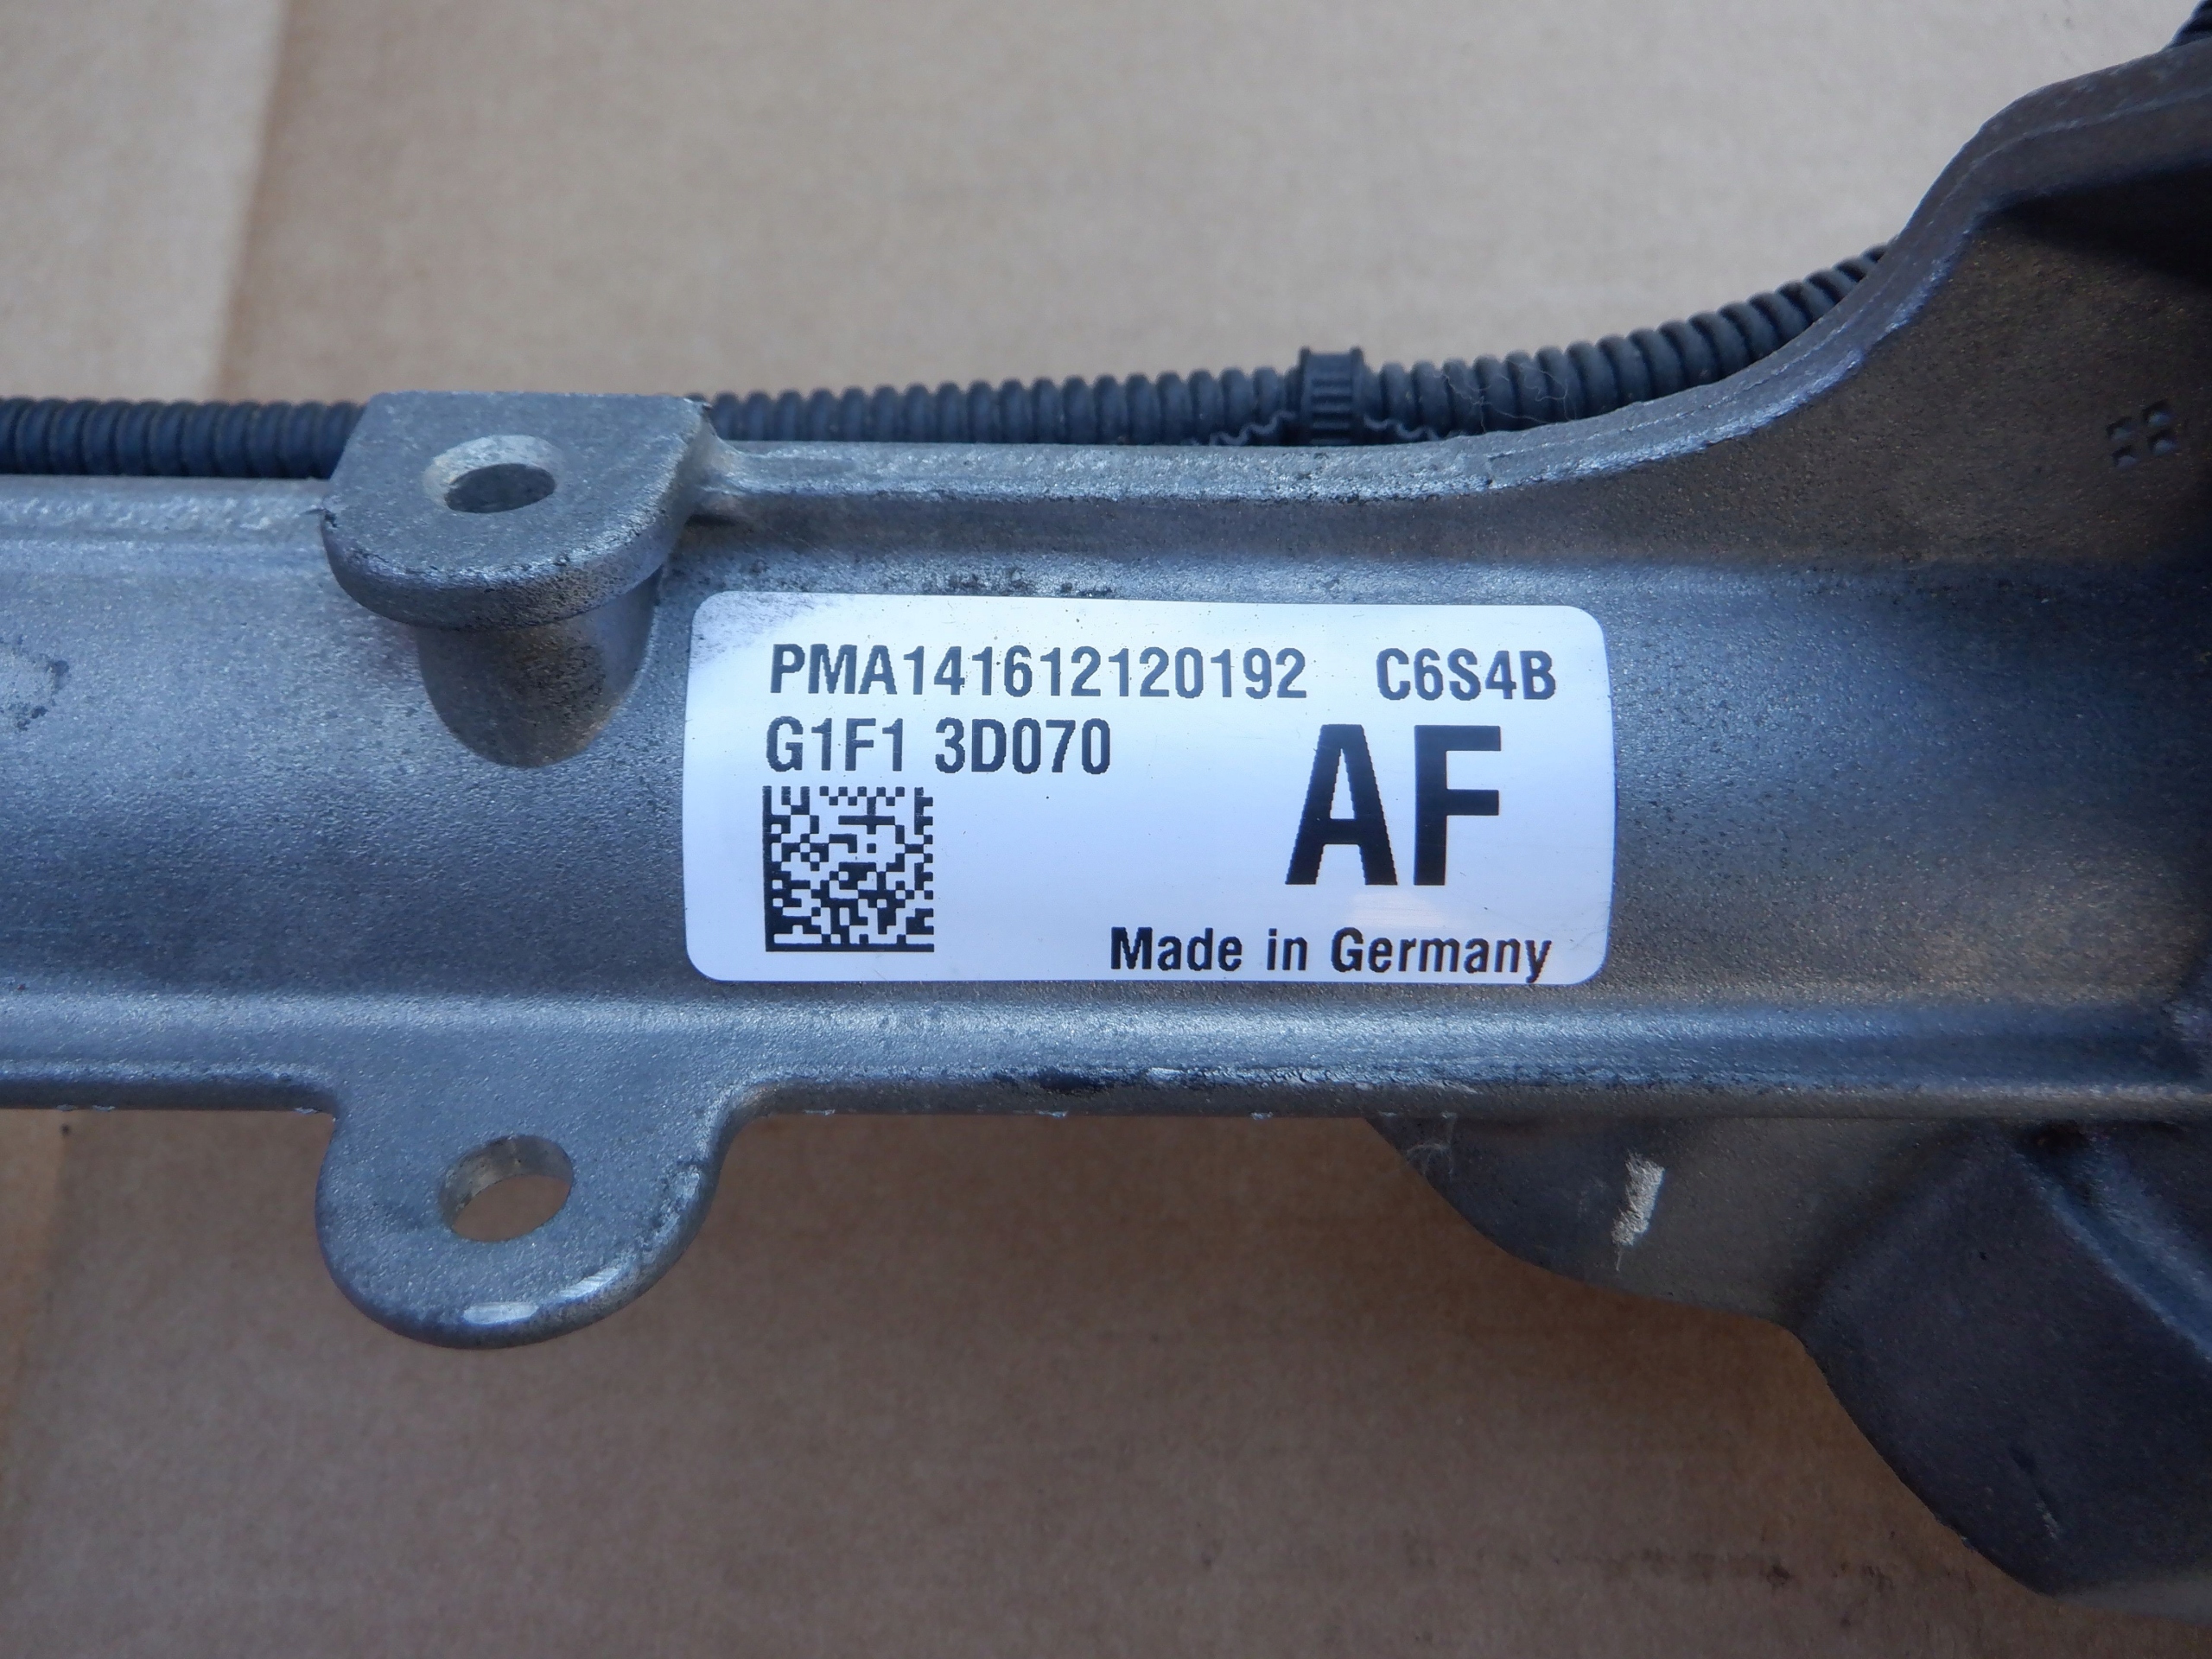 PMA141612120192 C6S4B
G1F1 3D070
AF
Made in Germany